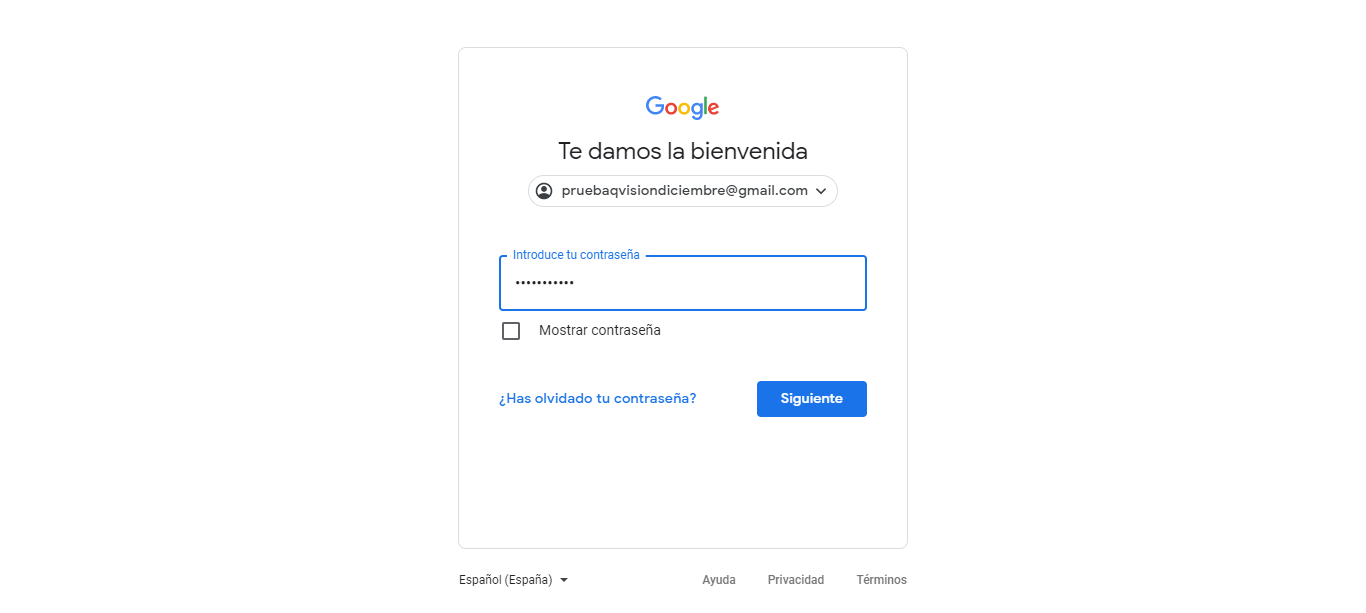 Google
Te damos la bienvenida
pruebaqvisiondiciembre@gmail.com
Introduce tu contraseña
•••••••••••
Mostrar contraseña
¿Has olvidado tu contraseña?
Siguiente
Español (España)
Ayuda
Privacidad
Términos